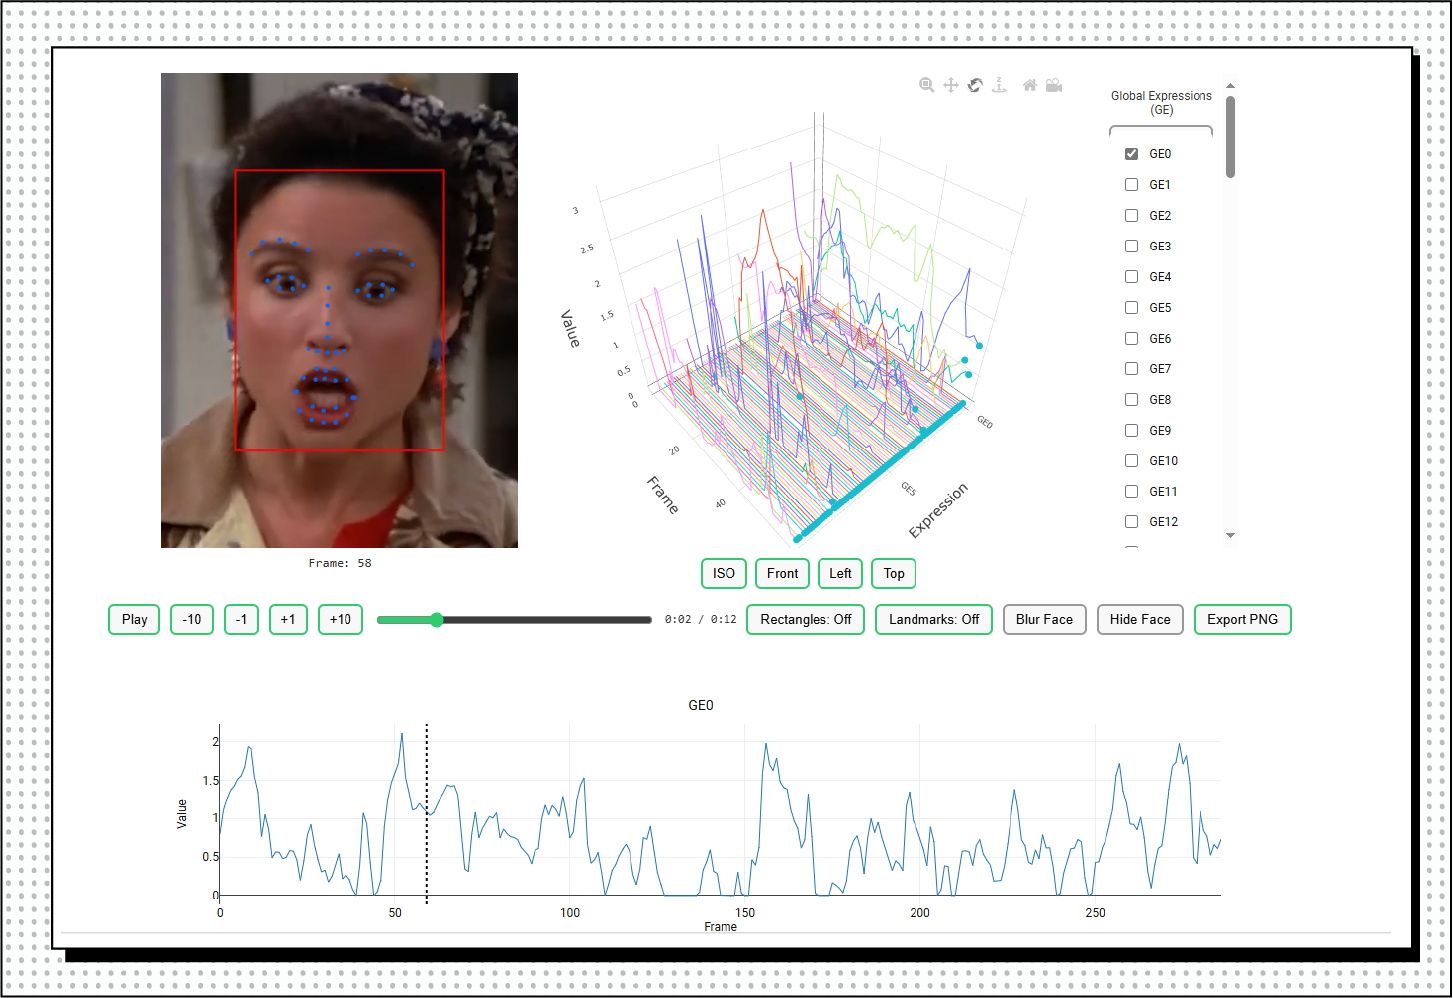 Global Expressions
(GE)
GE0
GE1
GE2
GE3
GE4
GE5
GE6
GE7
GE8
GE9
GE10
GE11
GE12
3
2.5
2
1.5
1
0.5
0
Value
0
20
40
Frame
GE5
GE0
Expression
Frame: 58
ISO Front Left Top
Play -10 -1 +1 +10 0:02 / 0:12 Rectangles: Off Landmarks: Off Blur Face Hide Face Export PNG
GE0
2
1.5
1
0.5
0
Value
0 50 100 150 200 250
Frame